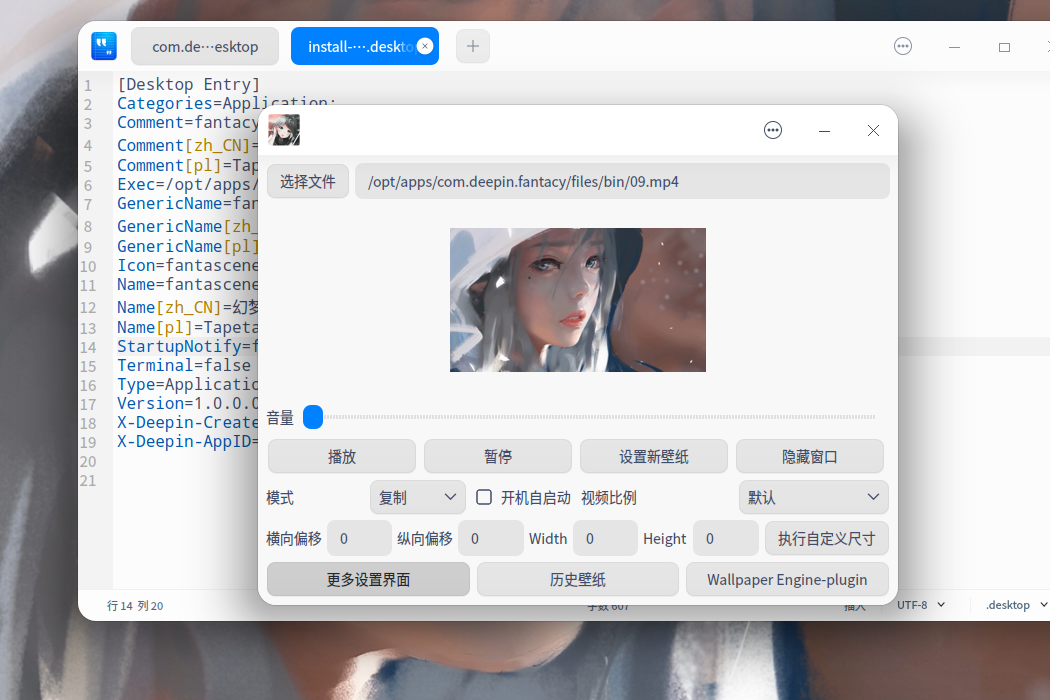 com.de⋯esktop
install-⋯.deskto
1 [Desktop Entry]
2 Categories=Application;
3 Comment=fantacy
4 Comment[zh_CN]=
5 Comment[pl]=Tap
6 Exec=/opt/apps/
7 GenericName=fan
8 GenericName[zh_
9 GenericName[pl]
10 Icon=fantascene
11 Name=fantascene
12 Name[zh_CN]=幻梦
13 Name[pl]=Tapeta
14 StartupNotify=f
15 Terminal=false
16 Type=Applicatio
17 Version=1.0.0.0
18 X-Deepin-Create
19 X-Deepin-AppID=
20
21
选择文件
/opt/apps/com.deepin.fantacy/files/bin/09.mp4
音量
播放 暂停 设置新壁纸 隐藏窗口
模式 复制 开机自启动 视频比例 默认
横向偏移 0 纵向偏移 0 Width 0 Height 0 执行自定义尺寸
更多设置界面 历史壁纸 Wallpaper Engine-plugin
行 14 列 20 字数 607 插入 UTF-8 .desktop